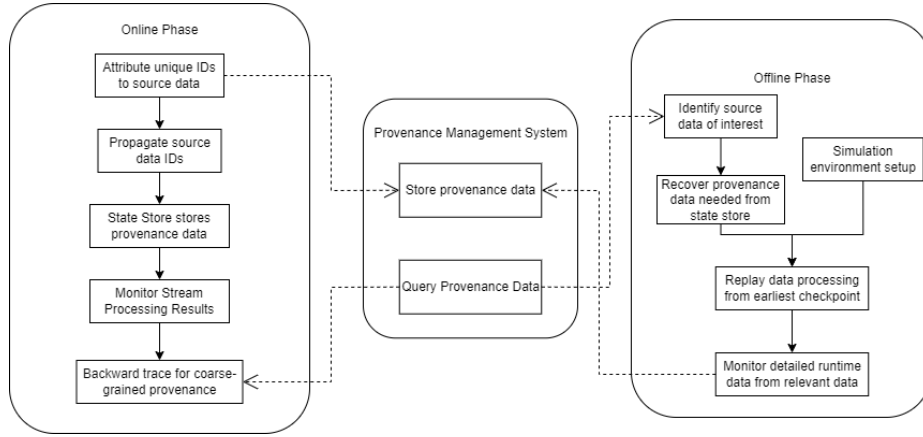 Online Phase
Attribute unique IDs
to source data
Propagate source
data IDs
State Store stores
provenance data
Monitor Stream
Processing Results
Backward trace for coarse-
grained provenance
Provenance Management System
Store provenance data
Query Provenance Data
Offline Phase
Identify source
data of interest
Simulation
environment setup
Recover provenance
data needed from
state store
Replay data processing
from earliest checkpoint
Monitor detailed runtime
data from relevant data